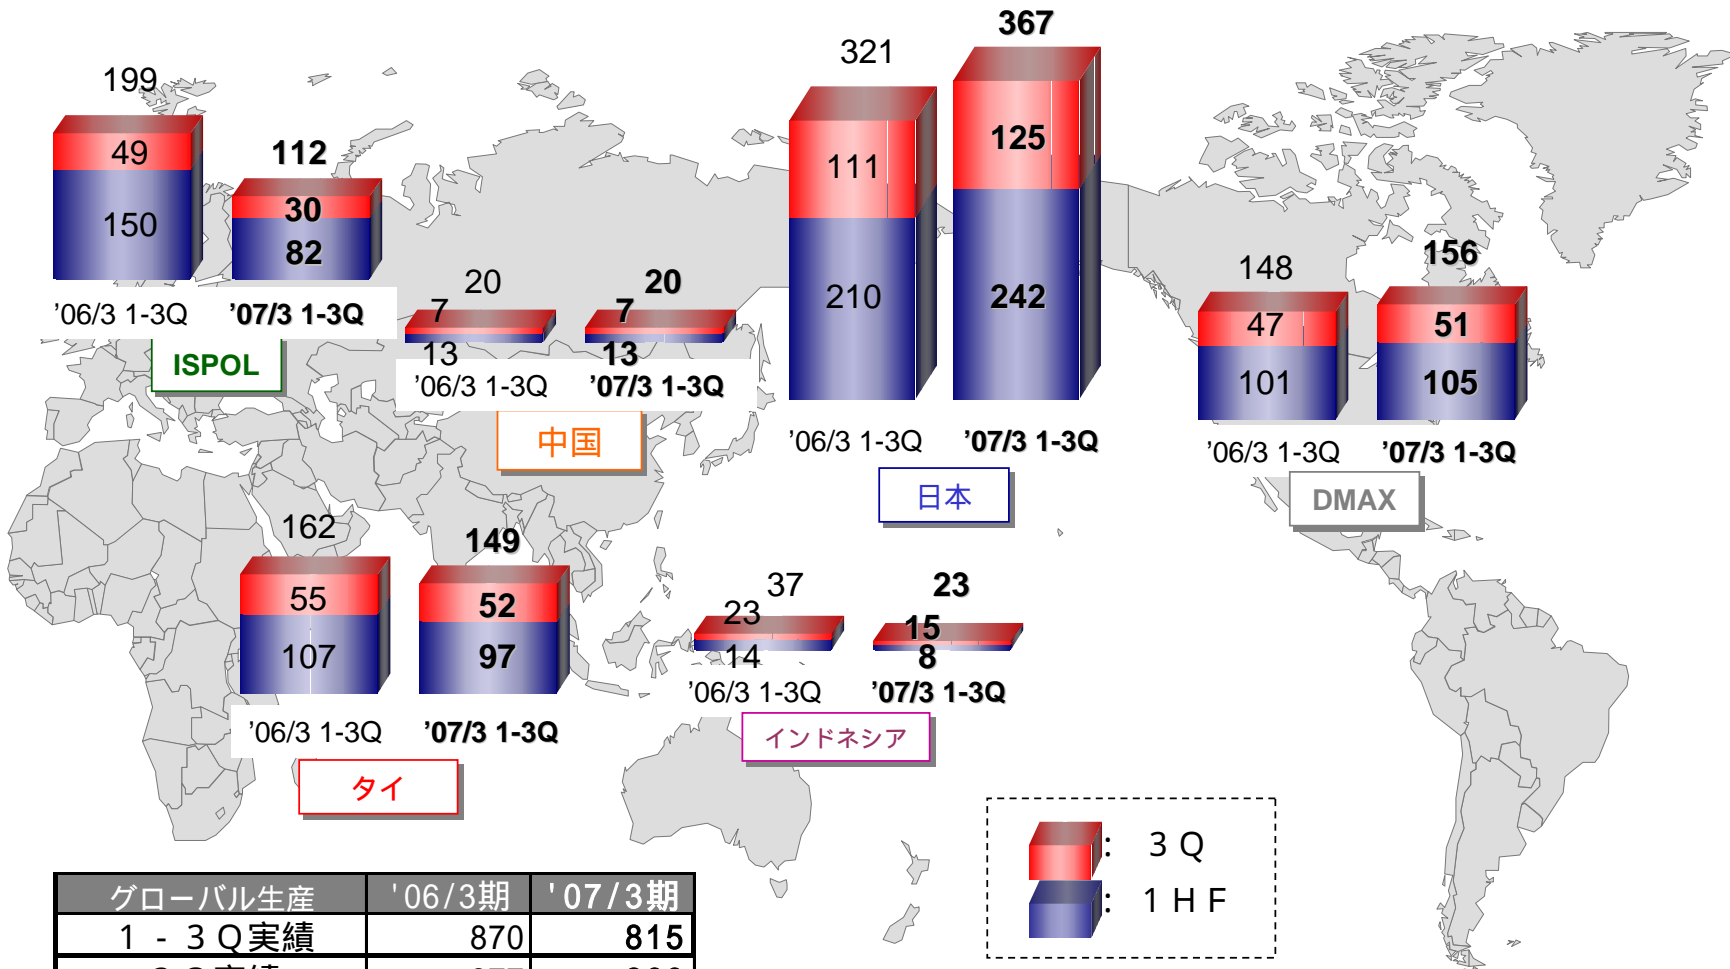 199
49
150
112
30
82
'06/3 1-3Q
'07/3 1-3Q
ISPOL
20
7
13
20
7
13
'06/3 1-3Q
'07/3 1-3Q
中国
321
111
210
367
125
242
'06/3 1-3Q
'07/3 1-3Q
日本
148
47
101
156
51
105
'06/3 1-3Q
'07/3 1-3Q
DMAX
162
55
107
149
52
97
'06/3 1-3Q
'07/3 1-3Q
タイ
37
23
14
23
15
8
'06/3 1-3Q
'07/3 1-3Q
インドネシア
: 3Q
: 1HF
グローバル生産 '06/3期 '07/3期
1 - 3Q実績 870 815